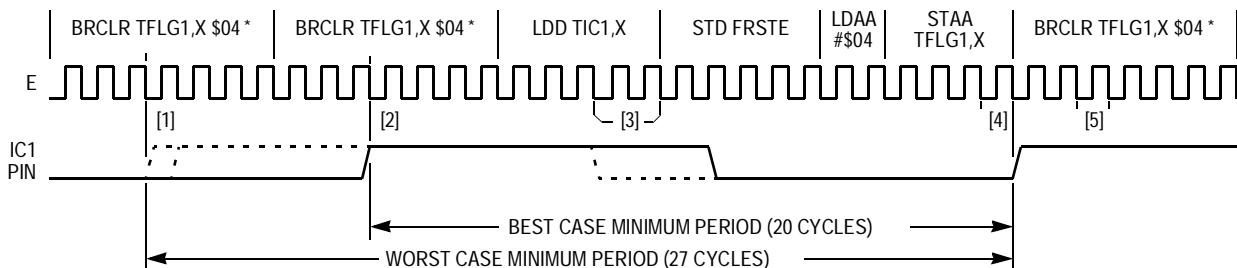 BRCLR TFLG1,X $04 *
BRCLR TFLG1,X $04 *
LDD TIC1,X
STD FRSTE
LDAA
#$04
STAA
TFLG1,X
BRCLR TFLG1,X $04 *
E
[1]
[2]
[3]
[4]
[5]
IC1
PIN
BEST CASE MINIMUM PERIOD (20 CYCLES)
WORST CASE MINIMUM PERIOD (27 CYCLES)